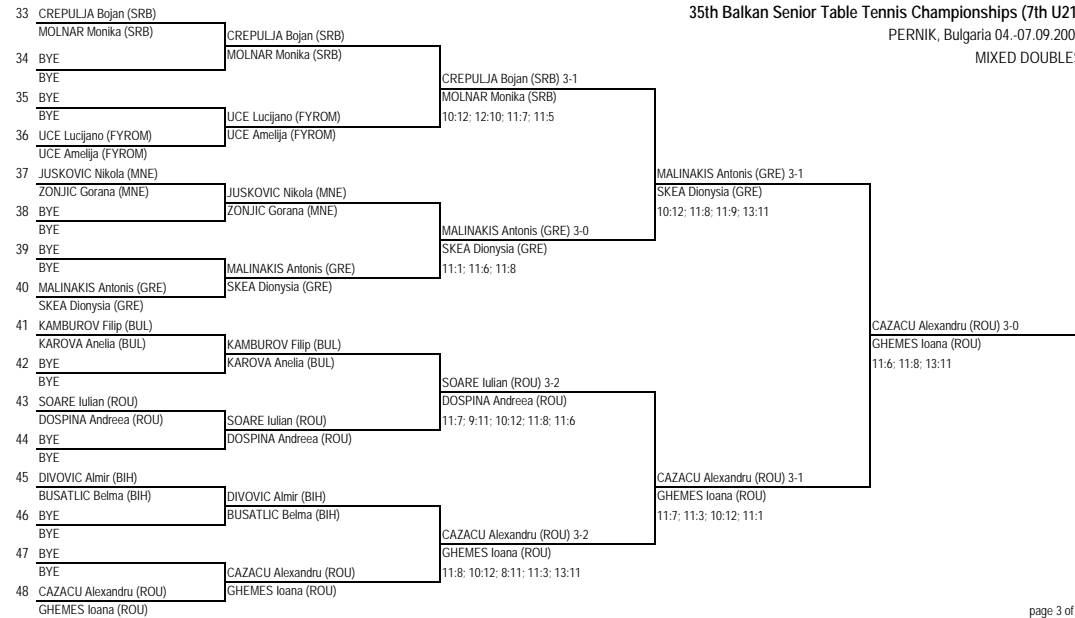 35th Balkan Senior Table Tennis Championships (7th U21
PERNIK, Bulgaria 04.-07.09.200
MIXED DOUBLE
33 CREPULJA Bojan (SRB)
MOLNAR Monika (SRB)
34 BYE
BYE
35 BYE
BYE
36 UCE Lucijano (FYROM)
UCE Amelija (FYROM)
37 JUSKOVIC Nikola (MNE)
ZONJIC Gorana (MNE)
38 BYE
BYE
39 BYE
BYE
40 MALINAKIS Antonis (GRE)
SKEA Dionysia (GRE)
41 KAMBUROV Filip (BUL)
KAROVA Anelia (BUL)
42 BYE
BYE
43 SOARE Iulian (ROU)
DOSPINA Andreea (ROU)
44 BYE
BYE
45 DIVOVIC Almir (BIH)
BUSATLIC Belma (BIH)
46 BYE
BYE
47 BYE
BYE
48 CAZACU Alexandru (ROU)
GHEMES Ioana (ROU)
CREPULJA Bojan (SRB)
MOLNAR Monika (SRB)
UCE Lucijano (FYROM)
UCE Amelija (FYROM)
JUSKOVIC Nikola (MNE)
ZONJIC Gorana (MNE)
MALINAKIS Antonis (GRE)
SKEA Dionysia (GRE)
KAMBUROV Filip (BUL)
KAROVA Anelia (BUL)
SOARE Iulian (ROU)
DOSPINA Andreea (ROU)
DIVOVIC Almir (BIH)
BUSATLIC Belma (BIH)
CAZACU Alexandru (ROU)
GHEMES Ioana (ROU)
CREPULJA Bojan (SRB) 3-1
MOLNAR Monika (SRB)
10:12; 12:10; 11:7; 11:5
MALINAKIS Antonis (GRE) 3-0
SKEA Dionysia (GRE)
11:1; 11:6; 11:8
SOARE Iulian (ROU) 3-2
DOSPINA Andreea (ROU)
11:7; 9:11; 10:12; 11:8; 11:6
CAZACU Alexandru (ROU) 3-2
GHEMES Ioana (ROU)
11:8; 10:12; 8:11; 11:3; 13:11
MALINAKIS Antonis (GRE) 3-1
SKEA Dionysia (GRE)
10:12; 11:8; 11:9; 13:11
CAZACU Alexandru (ROU) 3-1
GHEMES Ioana (ROU)
11:7; 11:3; 10:12; 11:1
CAZACU Alexandru (ROU) 3-0
GHEMES Ioana (ROU)
11:6; 11:8; 13:11
page 3 of